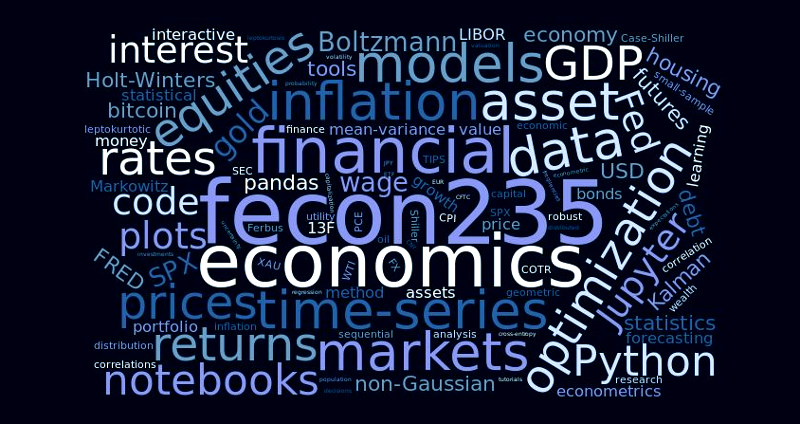 interactive
LIBOR
economy
Case-Shiller
interest
equities
Boltzmann
GDP
housing
volatility
tools
models
small-sample
Holt-Winters
futures
statistical
bitcoin
gold
inflation
asset
Fed
leptokurtotic
money
finance
mean-variance
value
economic
learning
rates
financial
data
SEC
TIPS
USD
Markowitz
pandas
wage
growth
capital
bonds
debt
code
fecon235
utility
SPX
robust
price
CPI
PCE
Shiller
13F
Ferbus
plots
oil
optimization
Jupyter
correlation
FRED
SPX
XAU
economics
WTI
FX
COTR
Kalman
wealth
investments
prices
time-series
regression
method
assets
geometric
portfolio
inflation
sequential
analysis
cross-entropy
statistics
forecasting
distribution
returns
markets
Python
correlations
notebooks
population
non-Gaussian
tutorials
research
decisions
econometrics